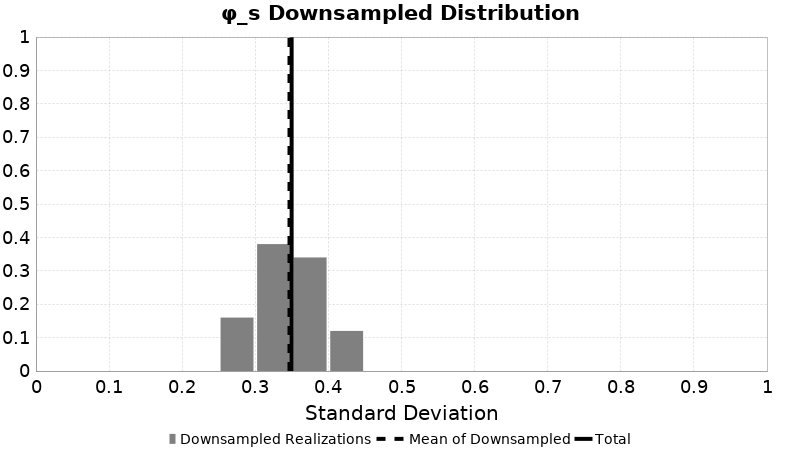 φ_s Downsampled Distribution
1
0.9
0.8
0.7
0.6
0.5
0.4
0.3
0.2
0.1
0
0 0.1 0.2 0.3 0.4 0.5 0.6 0.7 0.8 0.9 1
Standard Deviation
Downsampled Realizations Mean of Downsampled Total